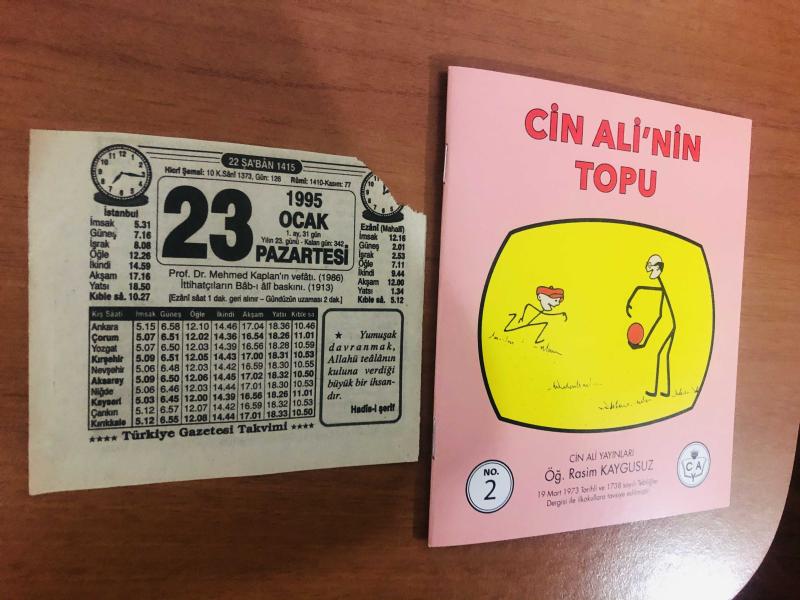 22 ŞA'BÂN 1415
Hicrî Şemsî: 10 K.Sânî 1373, Gün: 128 Rûmî: 1410-Kasım: 77
23
1995
OCAK
1. ay, 31 gün
Yılın 23. günü - Kalan gün: 342
PAZARTESİ
İstanbul
İmsak 5.31
Güneş 7.16
İşrak 8.08
Öğle 12.26
İkindi 14.59
Akşam 17.16
Yatsı 18.50
Kıble sâ. 10.27
Ezânî (Mahallî)
İmsak 12.16
Güneş 2.01
İşrak 2.53
Öğle 7.11
İkindi 9.44
Akşam 12.00
Yatsı 1.34
Kıble sâ. 5.12
Prof. Dr. Mehmed Kaplan'ın vefâtı. (1986)
İttihatçıların Bâb-ı âlî baskını. (1913)
[Ezânî sâat 1 dak. geri alınır – Gündüzün uzaması 2 dak.]
Kış Sâati İmsak Güneş Öğle İkindi Akşam Yatsı Kıble sa
Ankara 5.15 6.58 12.10 14.46 17.04 18.36 10.46
Çorum 5.07 6.51 12.02 14.36 16.54 18.26 11.01
Yozgat 5.07 6.50 12.03 14.39 16.56 18.28 10.59
Kırşehir 5.09 6.51 12.05 14.43 17.00 18.31 10.53
Nevşehir 5.06 6.48 12.03 14.42 16.59 18.30 10.55
Aksaray 5.09 6.50 12.06 14.45 17.02 18.32 10.50
Niğde 5.06 6.46 12.03 14.44 17.01 18.30 10.53
Kayseri 5.03 6.45 12.00 14.39 16.56 18.26 11.01
Çankırı 5.12 6.57 12.07 14.42 16.59 18.32 10.53
Kırıkkale 5.12 6.55 12.08 14.44 17.01 18.33 10.50
★ Yumuşak
davranmak,
Allahü teâlânın
kuluna verdiği
büyük bir ihsan-
dır.
Hadîs-i şerîf
★★★★ Türkiye Gazetesi Takvimi ★★★★
CİN ALİ'NİN
TOPU
CİN ALİ YAYINLARI
Öğ. Rasim KAYGUSUZ
19 Mart 1973 Tarihli ve 1738 sayılı Tebliğler
Dergisi ile ilkokullara tavsiye edilmiştir.
NO.
2
CAY